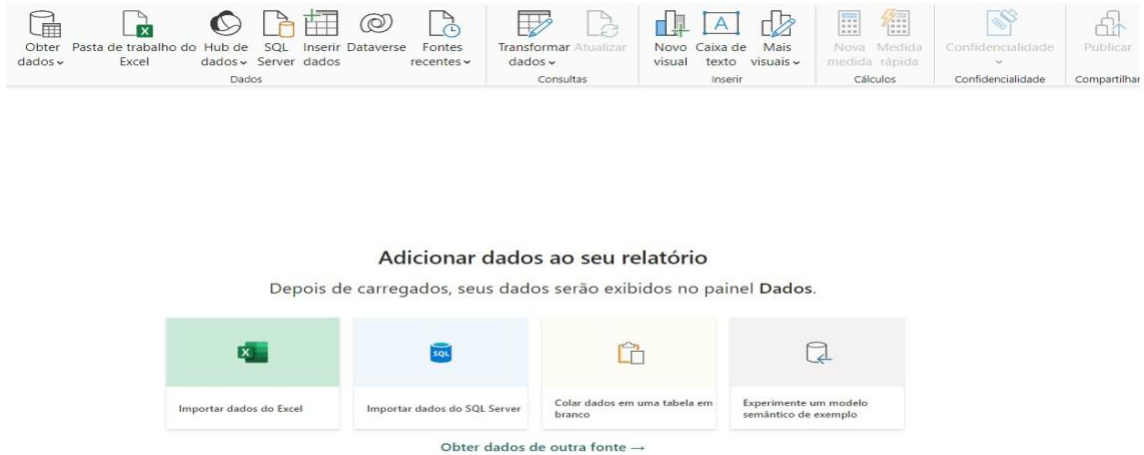 Obter dados
Pasta de trabalho do Excel
Hub de dados
SQL Server
Inserir dados
Dataverse
Fontes recentes
Transformar dados
Atualizar
Novo visual
Caixa de texto
Mais visuais
Nova medida
Medida rápida
Confidencialidade
Publicar
Dados
Consultas
Inserir
Cálculos
Confidencialidade
Compartilhar
Adicionar dados ao seu relatório
Depois de carregados, seus dados serão exibidos no painel Dados.
SQL
Importar dados do Excel
Importar dados do SQL Server
Colar dados em uma tabela em
branco
Experimente um modelo
semântico de exemplo
Obter dados de outra fonte →